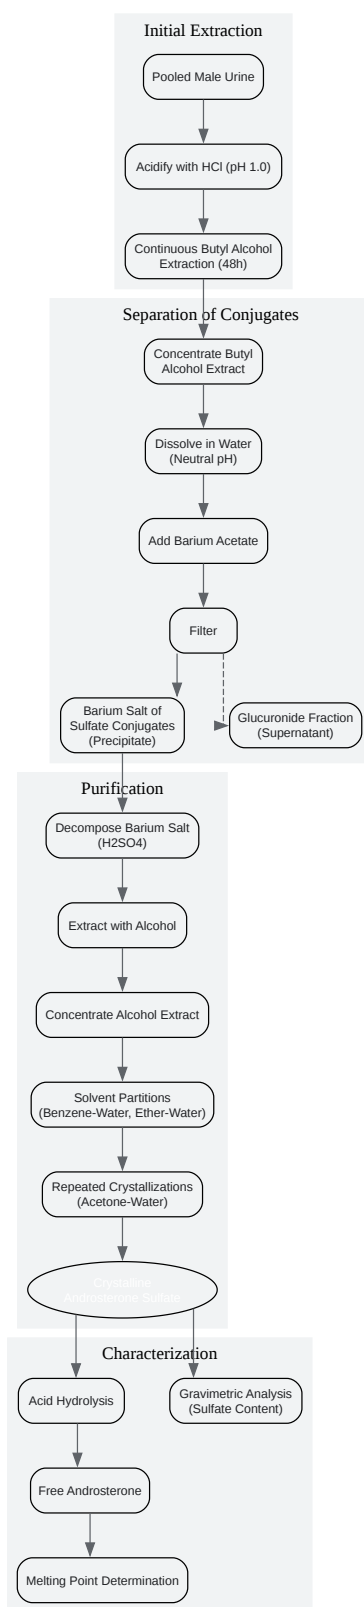 Initial Extraction
Pooled Male Urine
Acidify with HCl (pH 1.0)
Continuous Butyl Alcohol
Extraction (48h)
Separation of Conjugates
Concentrate Butyl
Alcohol Extract
Dissolve in Water
(Neutral pH)
Add Barium Acetate
Filter
Barium Salt of
Sulfate Conjugates
(Precipitate)
Glucuronide Fraction
(Supernatant)
Purification
Decompose Barium Salt
(H2SO4)
Extract with Alcohol
Concentrate Alcohol Extract
Solvent Partitions
(Benzene-Water, Ether-Water)
Repeated Crystallizations
(Acetone-Water)
Crystalline
Androsterone Sulfate
Characterization
Acid Hydrolysis
Gravimetric Analysis
(Sulfate Content)
Free Androsterone
Melting Point Determination